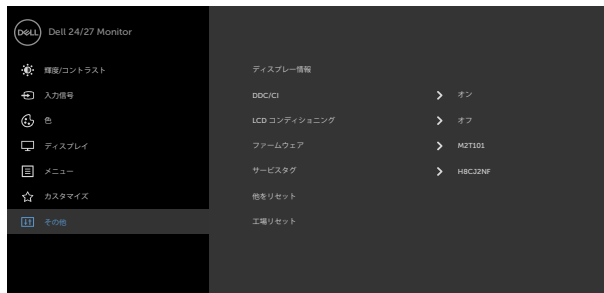 DELL Dell 24/27 Monitor
輝度/コントラスト
入力信号
色
ディスプレイ
メニュー
カスタマイズ
その他
ディスプレー情報
DDC/CI オン
LCD コンディショニング オフ
ファームウェア M2T101
サービスタグ H8CJ2NF
他をリセット
工場リセット